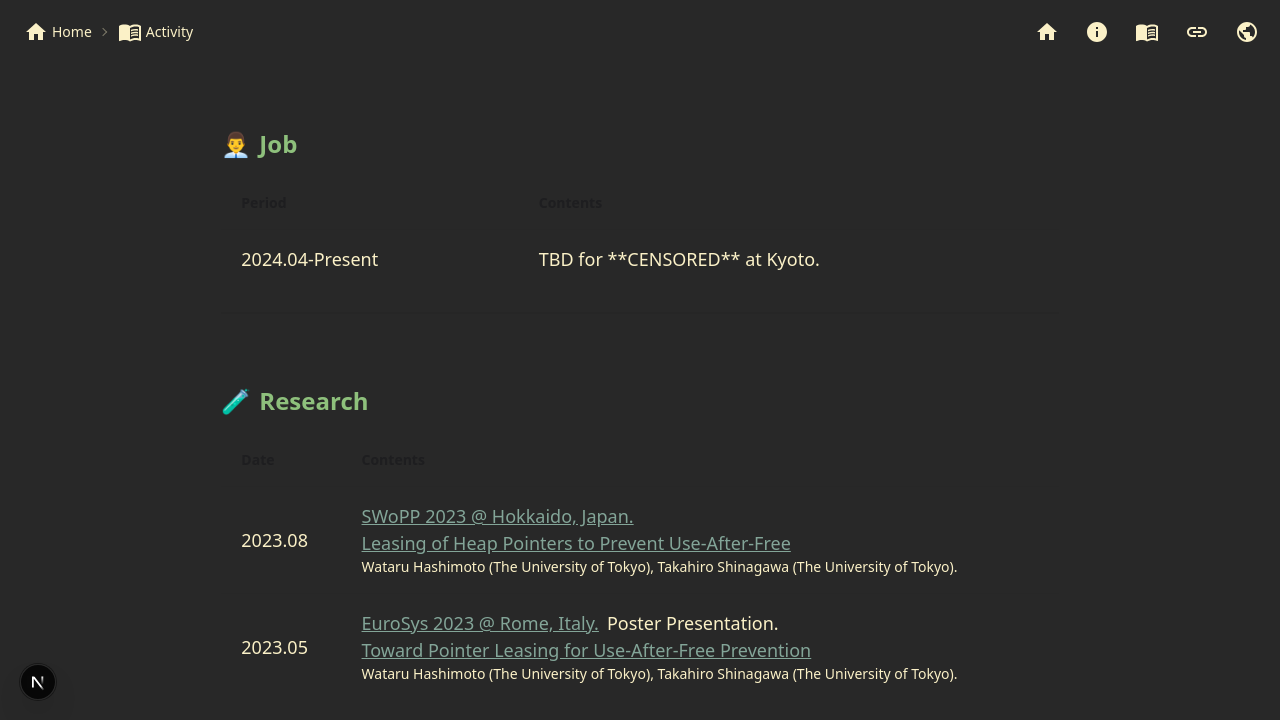 Home
Activity
Job
Period Contents
2024.04-Present TBD for **CENSORED** at Kyoto.
Research
Date Contents
2023.08
SWoPP 2023 @ Hokkaido, Japan.
Leasing of Heap Pointers to Prevent Use-After-Free
Wataru Hashimoto (The University of Tokyo), Takahiro Shinagawa (The University of Tokyo).
2023.05
EuroSys 2023 @ Rome, Italy. Poster Presentation.
Toward Pointer Leasing for Use-After-Free Prevention
Wataru Hashimoto (The University of Tokyo), Takahiro Shinagawa (The University of Tokyo).
N